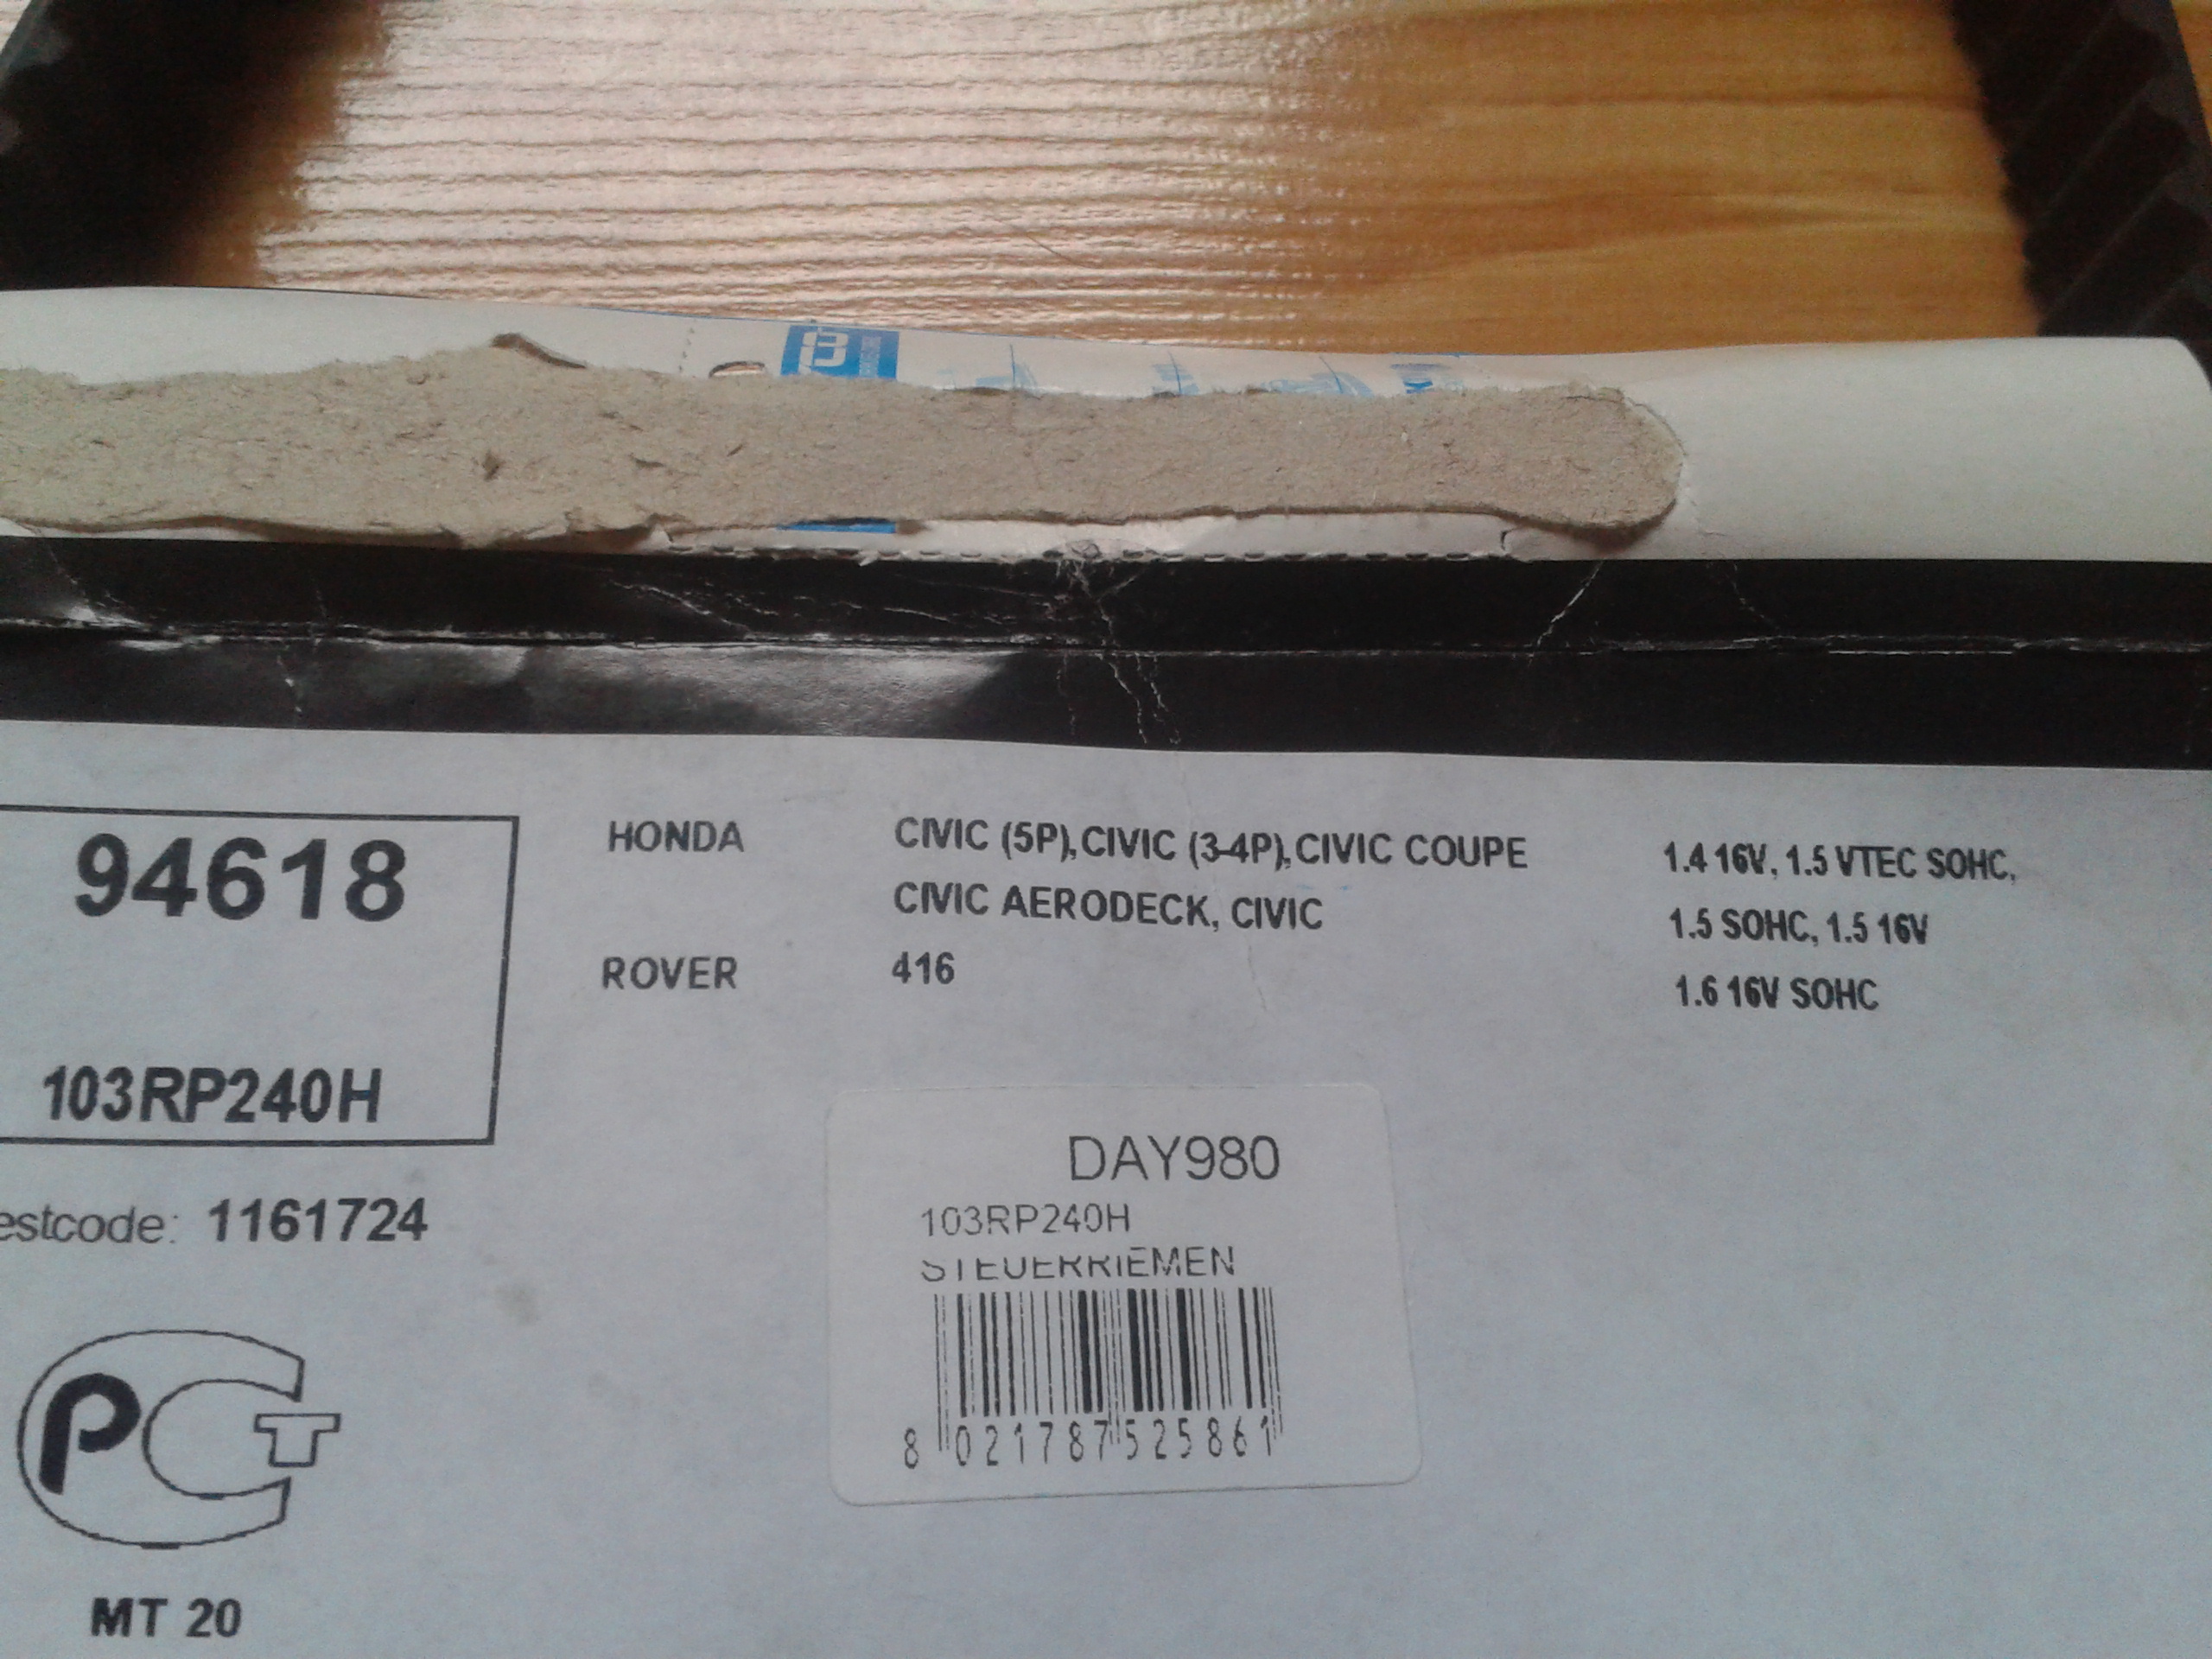 94618
103RP240H
HONDA CIVIC (5P),CIVIC (3-4P),CIVIC COUPE 1.4 16V, 1.5 VTEC SOHC,
CIVIC AERODECK, CIVIC 1.5 SOHC, 1.5 16V
ROVER 416 1.6 16V SOHC
estcode: 1161724
DAY980
103RP240H
STEUERRIEMEN
8 021787 525861
РСТ
MT 20